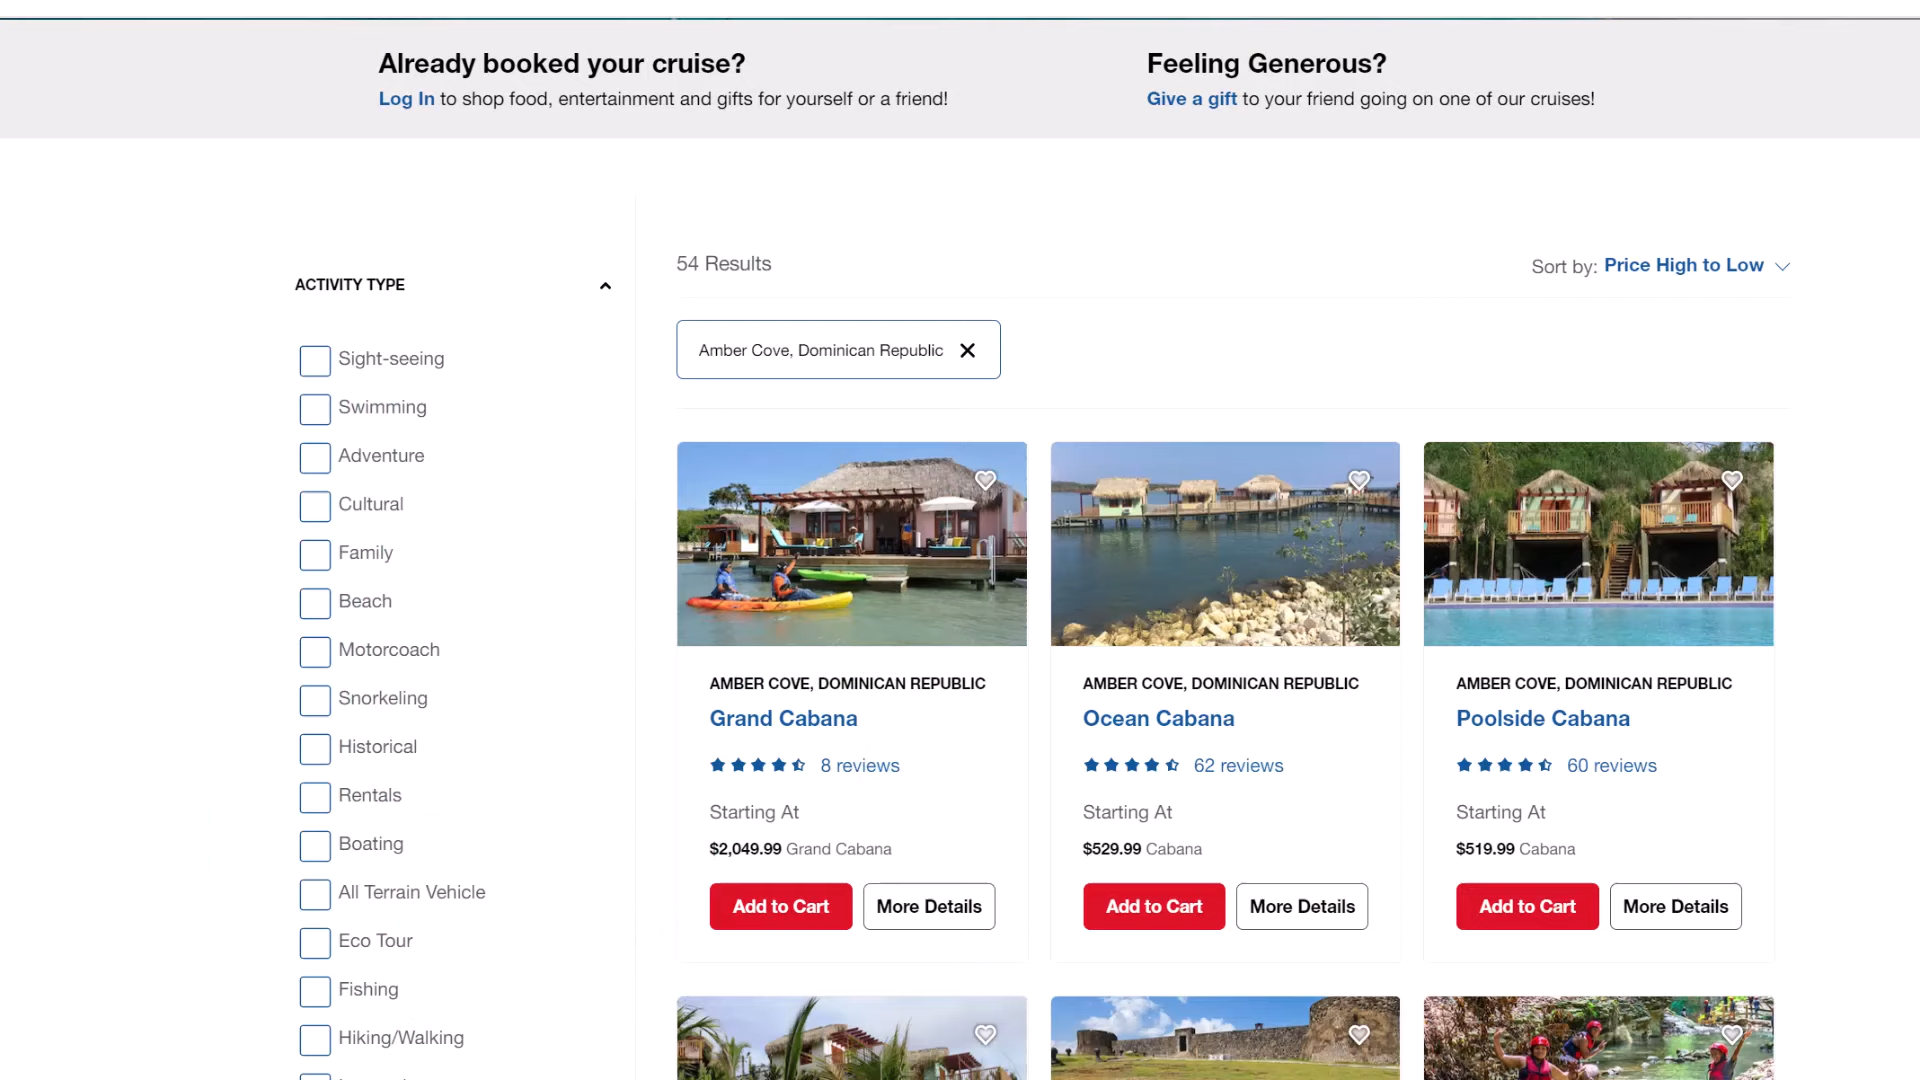 Already booked your cruise?
Log In to shop food, entertainment and gifts for yourself or a friend!
Feeling Generous?
Give a gift to your friend going on one of our cruises!
ACTIVITY TYPE
Sight-seeing
Swimming
Adventure
Cultural
Family
Beach
Motorcoach
Snorkeling
Historical
Rentals
Boating
All Terrain Vehicle
Eco Tour
Fishing
Hiking/Walking
54 Results
Sort by: Price High to Low
Amber Cove, Dominican Republic
AMBER COVE, DOMINICAN REPUBLIC
Grand Cabana
8 reviews
Starting At
$2,049.99 Grand Cabana
Add to Cart
More Details
AMBER COVE, DOMINICAN REPUBLIC
Ocean Cabana
62 reviews
Starting At
$529.99 Cabana
Add to Cart
More Details
AMBER COVE, DOMINICAN REPUBLIC
Poolside Cabana
60 reviews
Starting At
$519.99 Cabana
Add to Cart
More Details